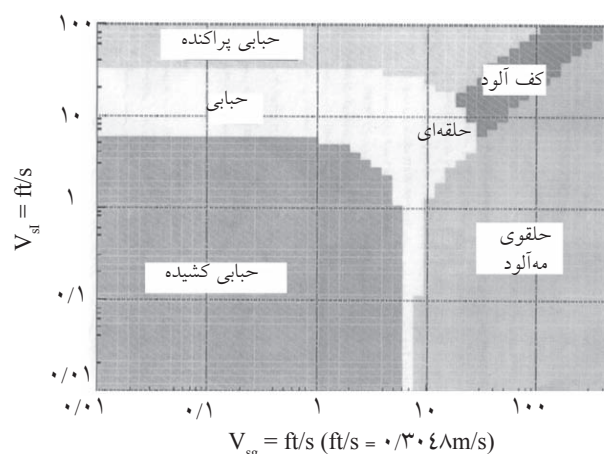 ۱۰۰
حبابی پراکنده
کف آلود
حبابی
۱۰
حلقه‌ای
V_sl = ft/s
۱
حلقوی
مه‌آلود
حبابی کشیده
۰/۱
۰/۰۱
۰/۰۱
۰/۱
۱
۱۰
۱۰۰
V_sg = ft/s (ft/s = ۰/۳۰٤۸m/s)